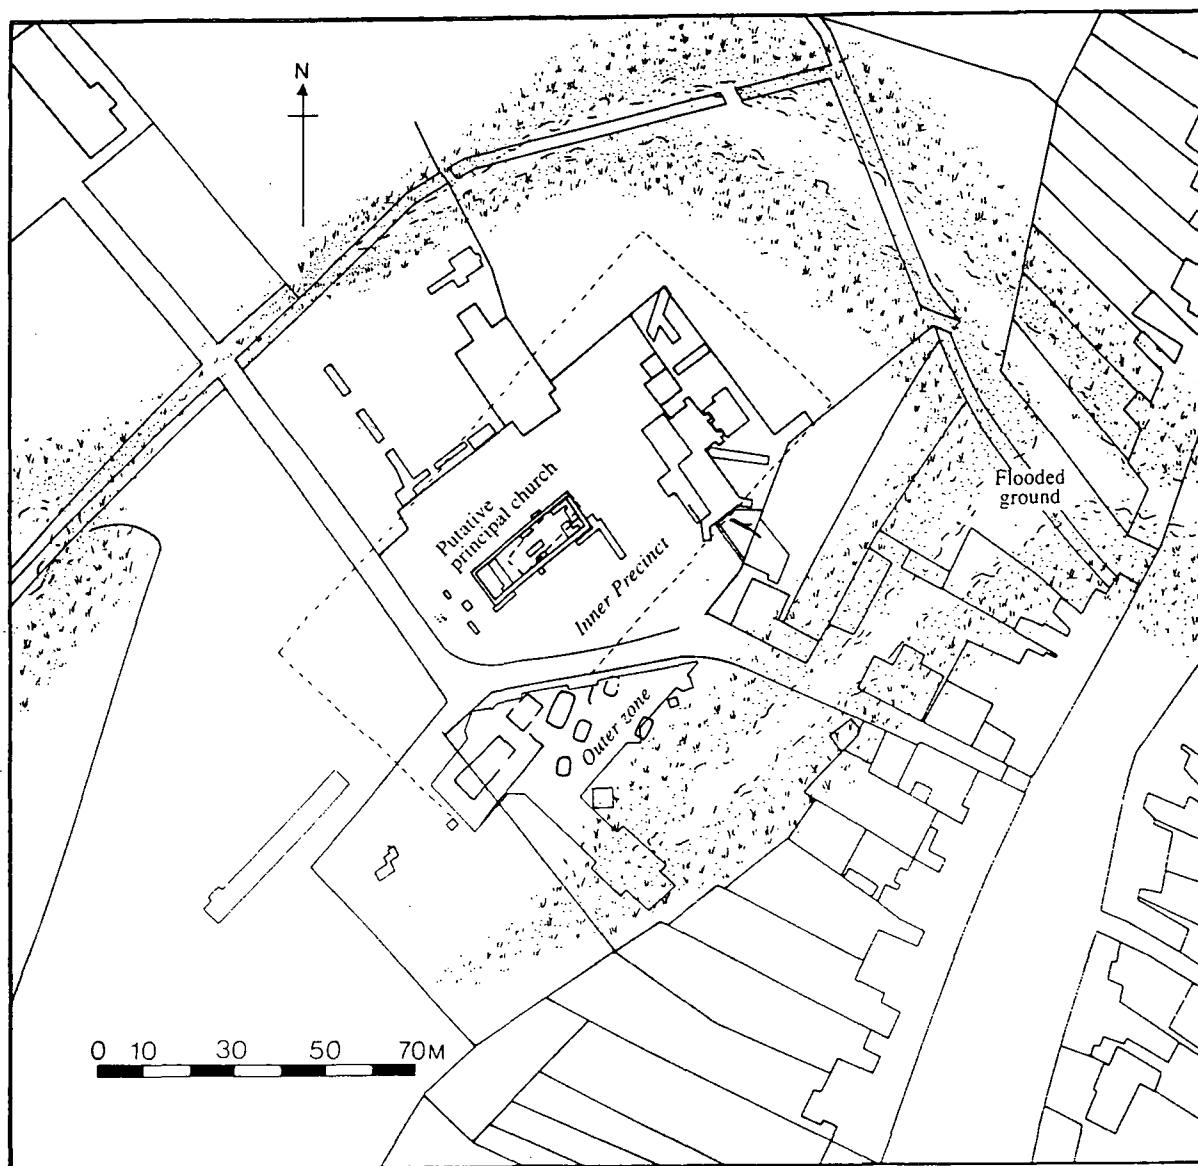 N
Putative
principal church
Inner Precinct
Flooded
ground
Outer zone
0 10 30 50 70M